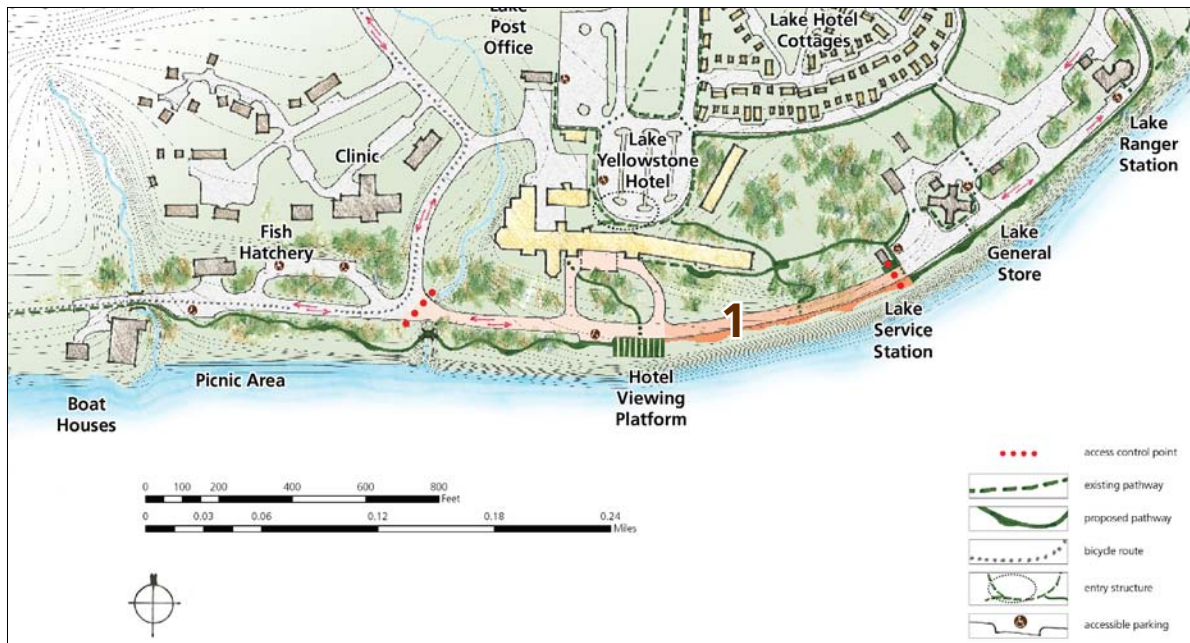 Lake
Post
Office
Lake Hotel
Cottages
Lake
Yellowstone
Hotel
Lake
Ranger
Station
Clinic
Fish
Hatchery
Lake
General
Store
1
Lake
Service
Station
Picnic Area
Hotel
Viewing
Platform
Boat
Houses
0 100 200 400 600 800
Feet
0 0.03 0.06 0.12 0.18 0.24
Miles
access control point
existing pathway
proposed pathway
bicycle route
entry structure
accessible parking